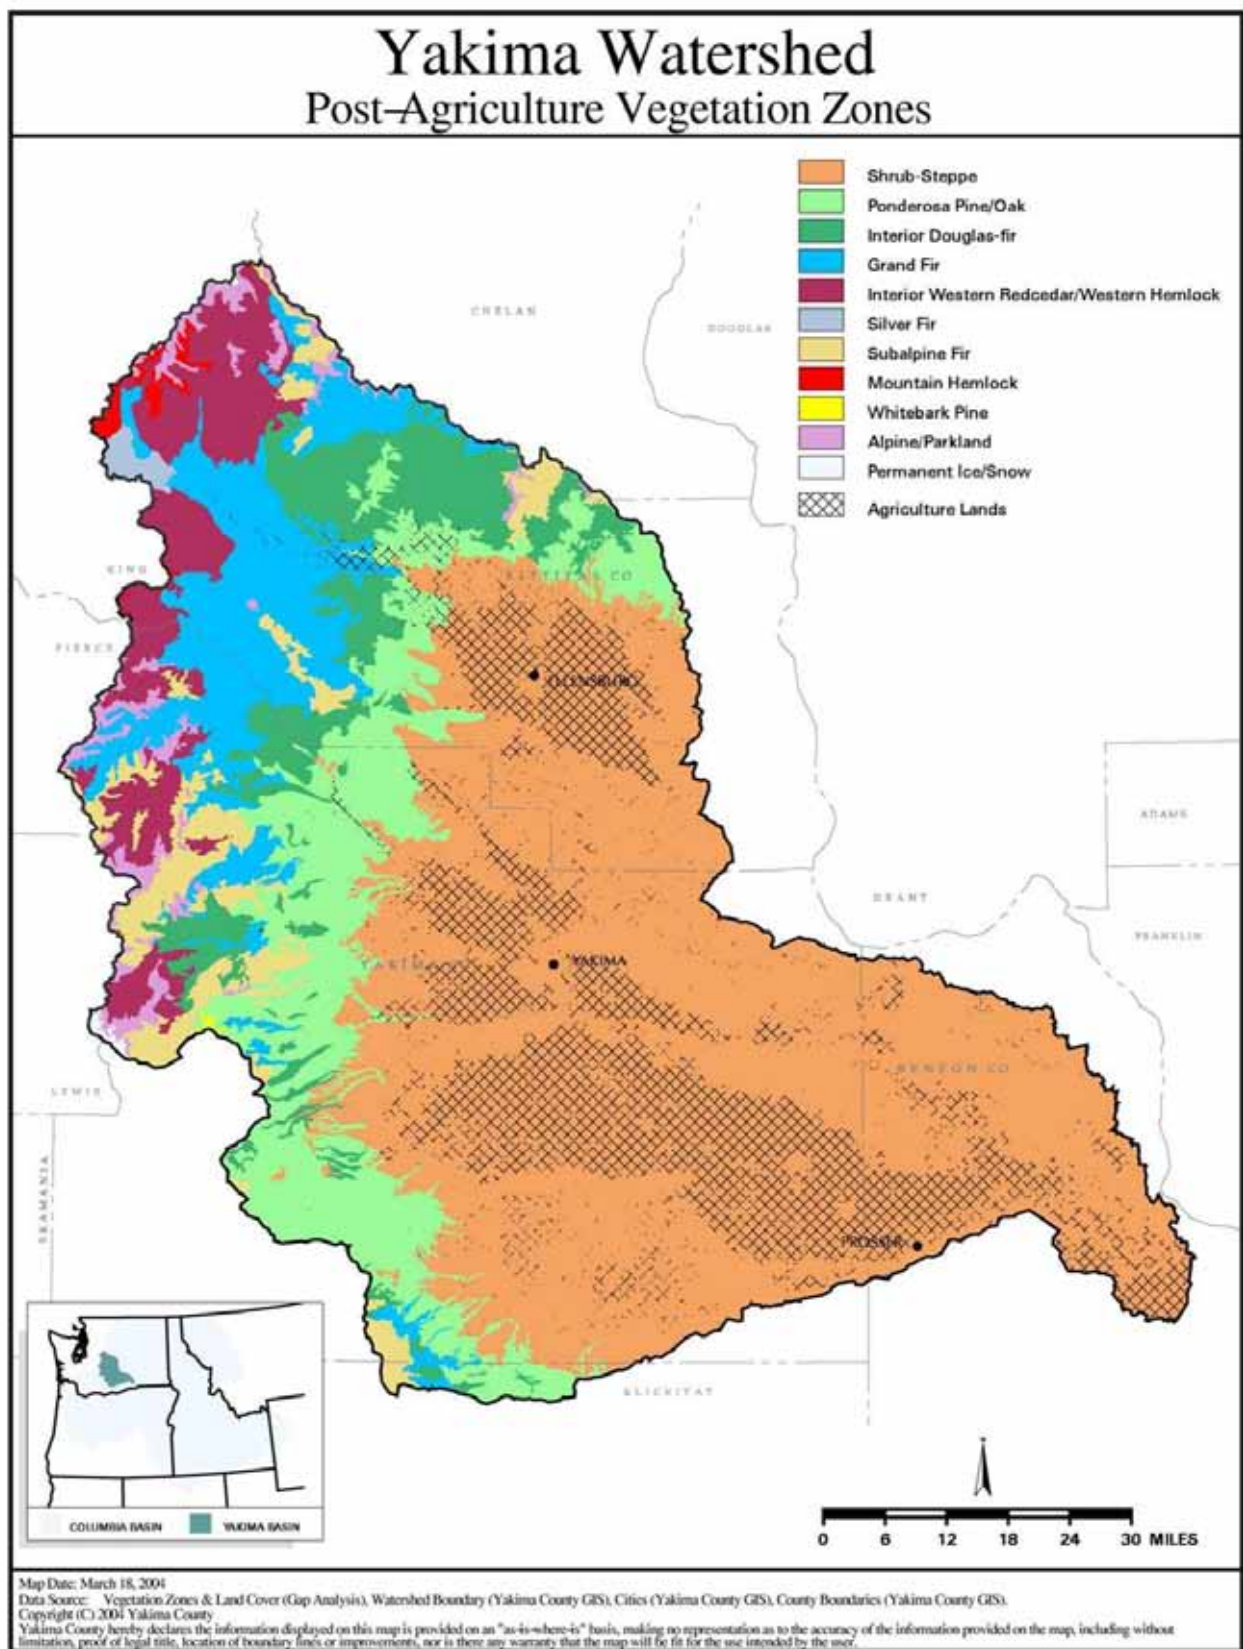 Yakima Watershed
Post-Agriculture Vegetation Zones
Shrub-Steppe
Ponderosa Pine/Oak
Interior Douglas-fir
Grand Fir
Interior Western Redcedar/Western Hemlock
Silver Fir
Subalpine Fir
Mountain Hemlock
Whitebark Pine
Alpine/Parkland
Permanent Ice/Snow
Agriculture Lands
CHELAN
DOUGLAS
KING
KITTITAS CO
PIERCE
ELLENSBURG
ADAMS
GRANT
FRANKLIN
YAKIMA CO
YAKIMA
BENTON CO
LEWIS
SKAMANIA
PROSSER
KLICKITAT
COLUMBIA BASIN
YAKIMA BASIN
0 6 12 18 24 30 MILES
Map Date: March 18, 2004
Data Source: Vegetation Zones & Land Cover (Gap Analysis), Watershed Boundary (Yakima County GIS), Cities (Yakima County GIS), County Boundaries (Yakima County GIS).
Copyright (C) 2004 Yakima County
Yakima County hereby declares the information displayed on this map is provided on an "as-is-where-is" basis, making no representation as to the accuracy of the information provided on the map, including without
limitation, proof of legal title, location of boundary lines or improvements, nor is there any warranty that the map will be fit for the use intended by the user.